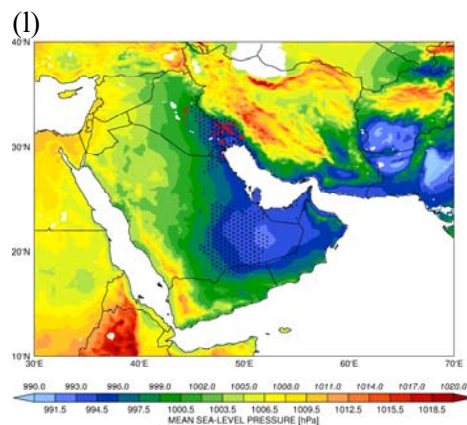 (l)
40°N
30°N
20°N
10°N
30°E 40°E 50°E 60°E 70°E
990.0 993.0 996.0 999.0 1002.0 1005.0 1000.0 1011.0 1014.0 1017.0 1020.0
991.5 994.5 997.5 1000.5 1003.5 1006.5 1009.5 1012.5 1015.5 1018.5
MEAN SEA-LEVEL PRESSURE [hPa]